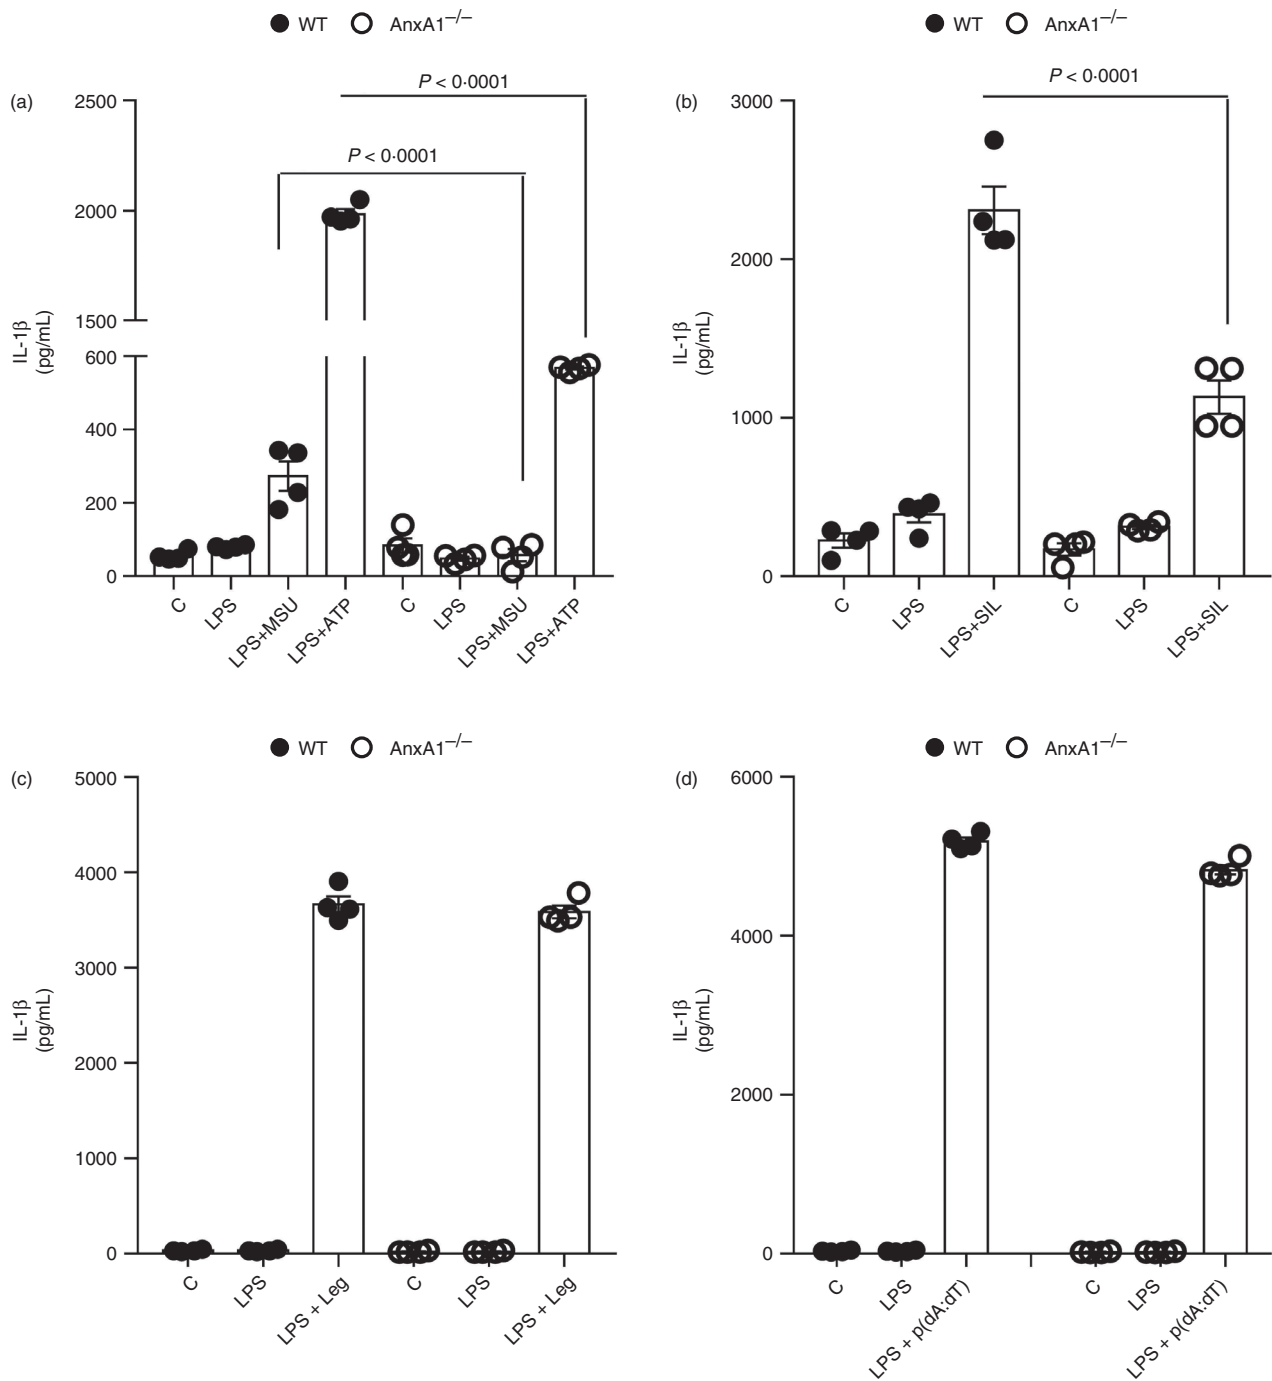 WT AnxA1–/–
(a)
P < 0·0001
P < 0·0001
2500
2000
1500
600
400
200
0
IL-1β
(pg/mL)
C LPS LPS+MSU LPS+ATP C LPS LPS+MSU LPS+ATP
WT AnxA1–/–
(b)
P < 0·0001
3000
2000
1000
0
IL-1β
(pg/mL)
C LPS LPS+SIL C LPS LPS+SIL
WT AnxA1–/–
(c)
5000
4000
3000
2000
1000
0
IL-1β
(pg/mL)
C LPS LPS + Leg C LPS LPS + Leg
WT AnxA1–/–
(d)
6000
4000
2000
0
IL-1β
(pg/mL)
C LPS LPS + p(dA:dT) C LPS LPS + p(dA:dT)